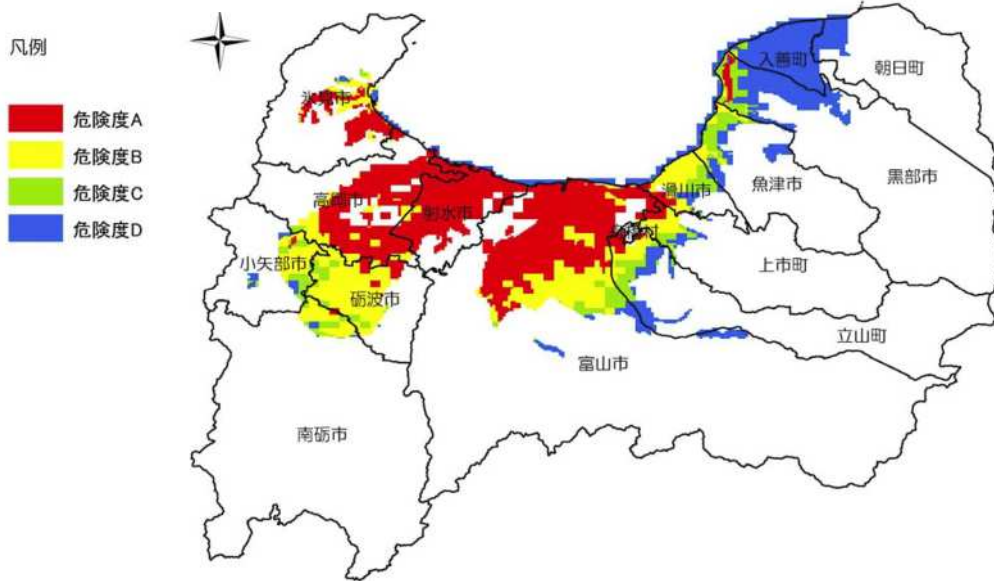 凡例
危険度A
危険度B
危険度C
危険度D
入善町
朝日町
氷見市
黒部市
魚津市
滑川市
高岡市
射水市
上市町
小矢部市
砺波市
立山町
富山市
南砺市